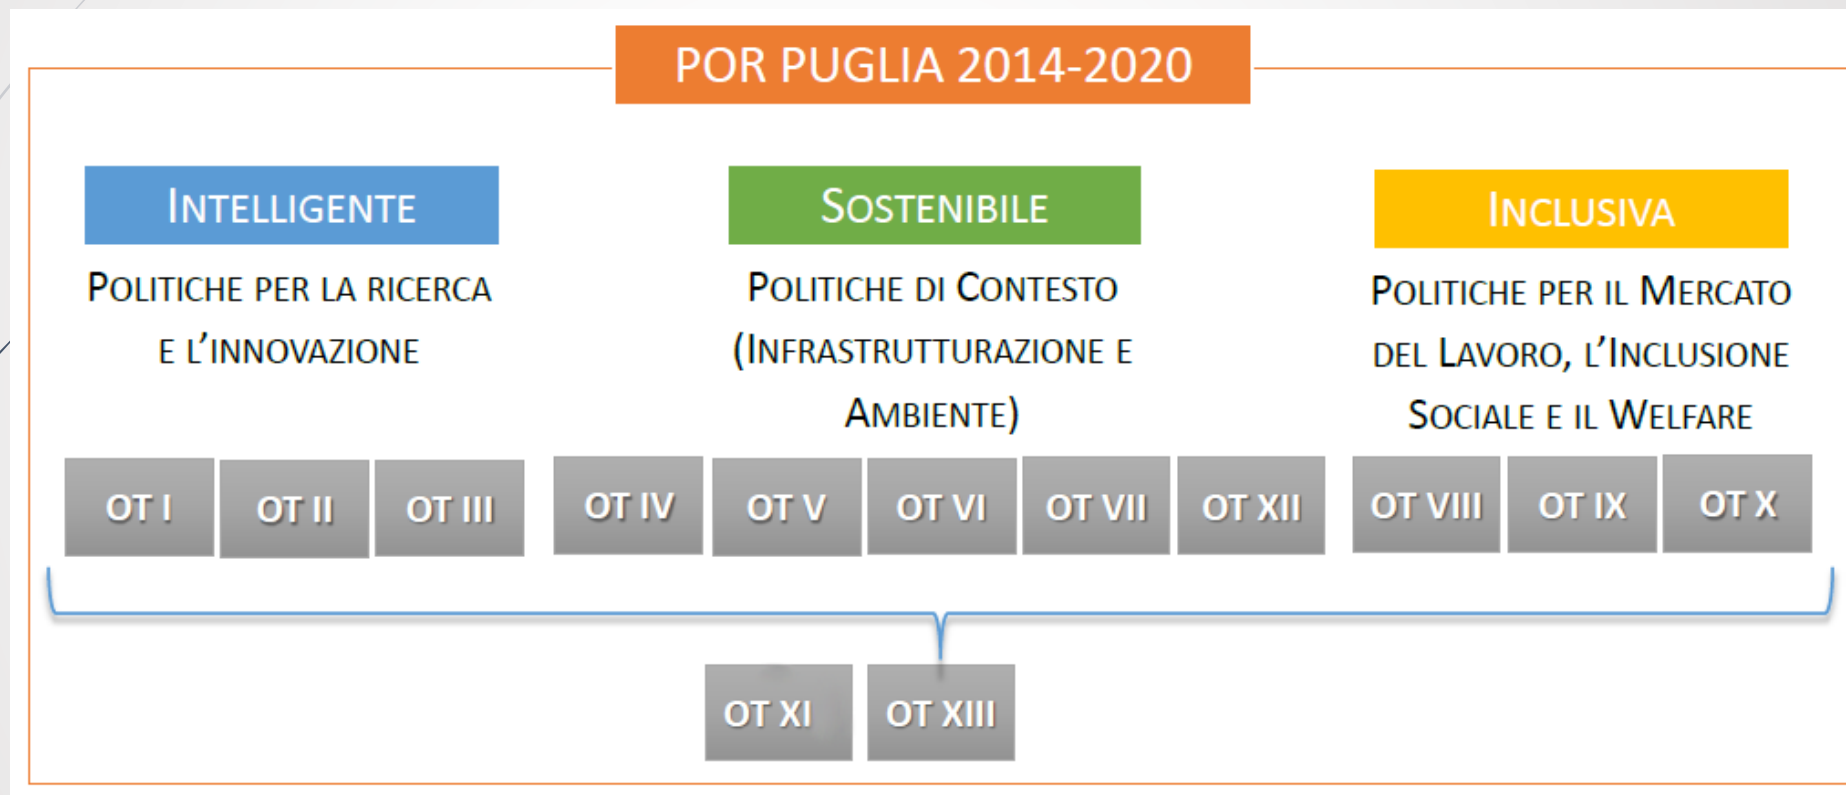 POR PUGLIA 2014-2020
INTELLIGENTE
POLITICHE PER LA RICERCA
E L'INNOVAZIONE
SOSTENIBILE
POLITICHE DI CONTESTO
(INFRASTRUTTURAZIONE E
AMBIENTE)
INCLUSIVA
POLITICHE PER IL MERCATO
DEL LAVORO, L'INCLUSIONE
SOCIALE E IL WELFARE
OT I
OT II
OT III
OT IV
OT V
OT VI
OT VII
OT XII
OT VIII
OT IX
OT X
OT XI
OT XIII